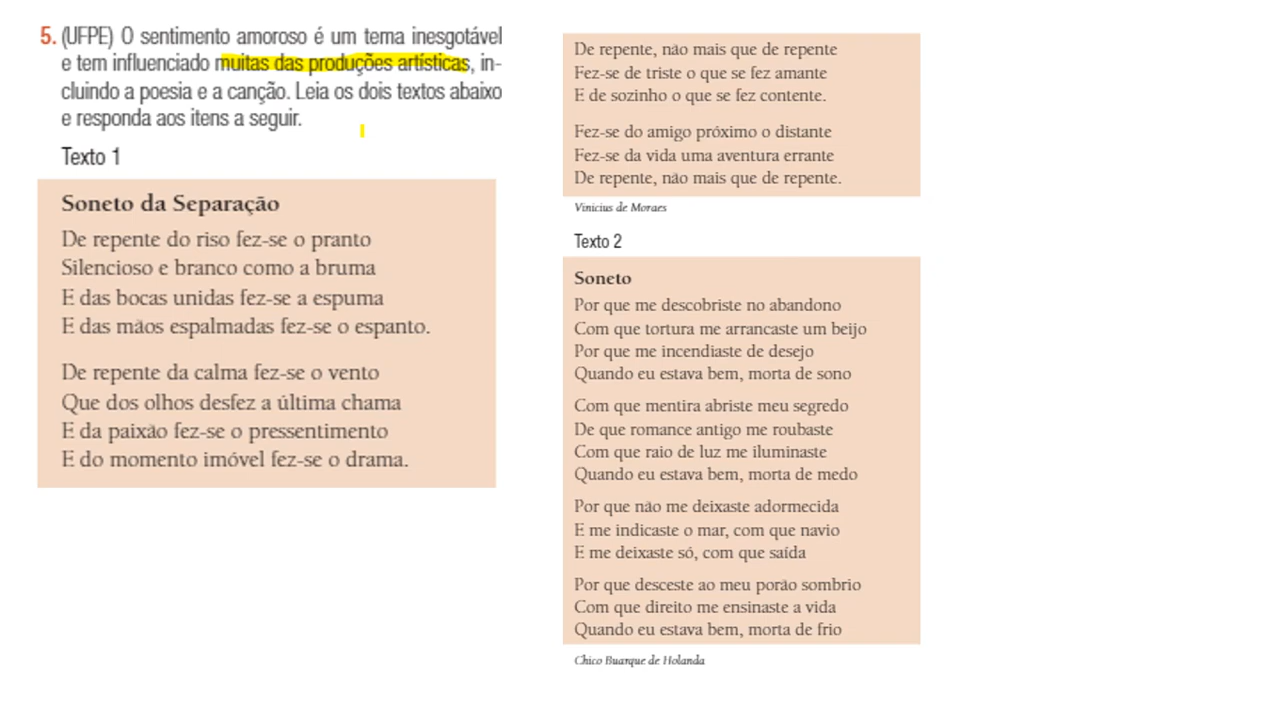 5. (UFPE) O sentimento amoroso é um tema inesgotável
e tem influenciado muitas das produções artísticas, in-
cluindo a poesia e a canção. Leia os dois textos abaixo
e responda aos itens a seguir.
Texto 1
Soneto da Separação
De repente do riso fez-se o pranto
Silencioso e branco como a bruma
E das bocas unidas fez-se a espuma
E das mãos espalmadas fez-se o espanto.
De repente da calma fez-se o vento
Que dos olhos desfez a última chama
E da paixão fez-se o pressentimento
E do momento imóvel fez-se o drama.
De repente, não mais que de repente
Fez-se de triste o que se fez amante
E de sozinho o que se fez contente.
Fez-se do amigo próximo o distante
Fez-se da vida uma aventura errante
De repente, não mais que de repente.
Vinicius de Moraes
Texto 2
Soneto
Por que me descobriste no abandono
Com que tortura me arrancaste um beijo
Por que me incendiaste de desejo
Quando eu estava bem, morta de sono
Com que mentira abriste meu segredo
De que romance antigo me roubaste
Com que raio de luz me iluminaste
Quando eu estava bem, morta de medo
Por que não me deixaste adormecida
E me indicaste o mar, com que navio
E me deixaste só, com que saída
Por que desceste ao meu porão sombrio
Com que direito me ensinaste a vida
Quando eu estava bem, morta de frio
Chico Buarque de Holanda